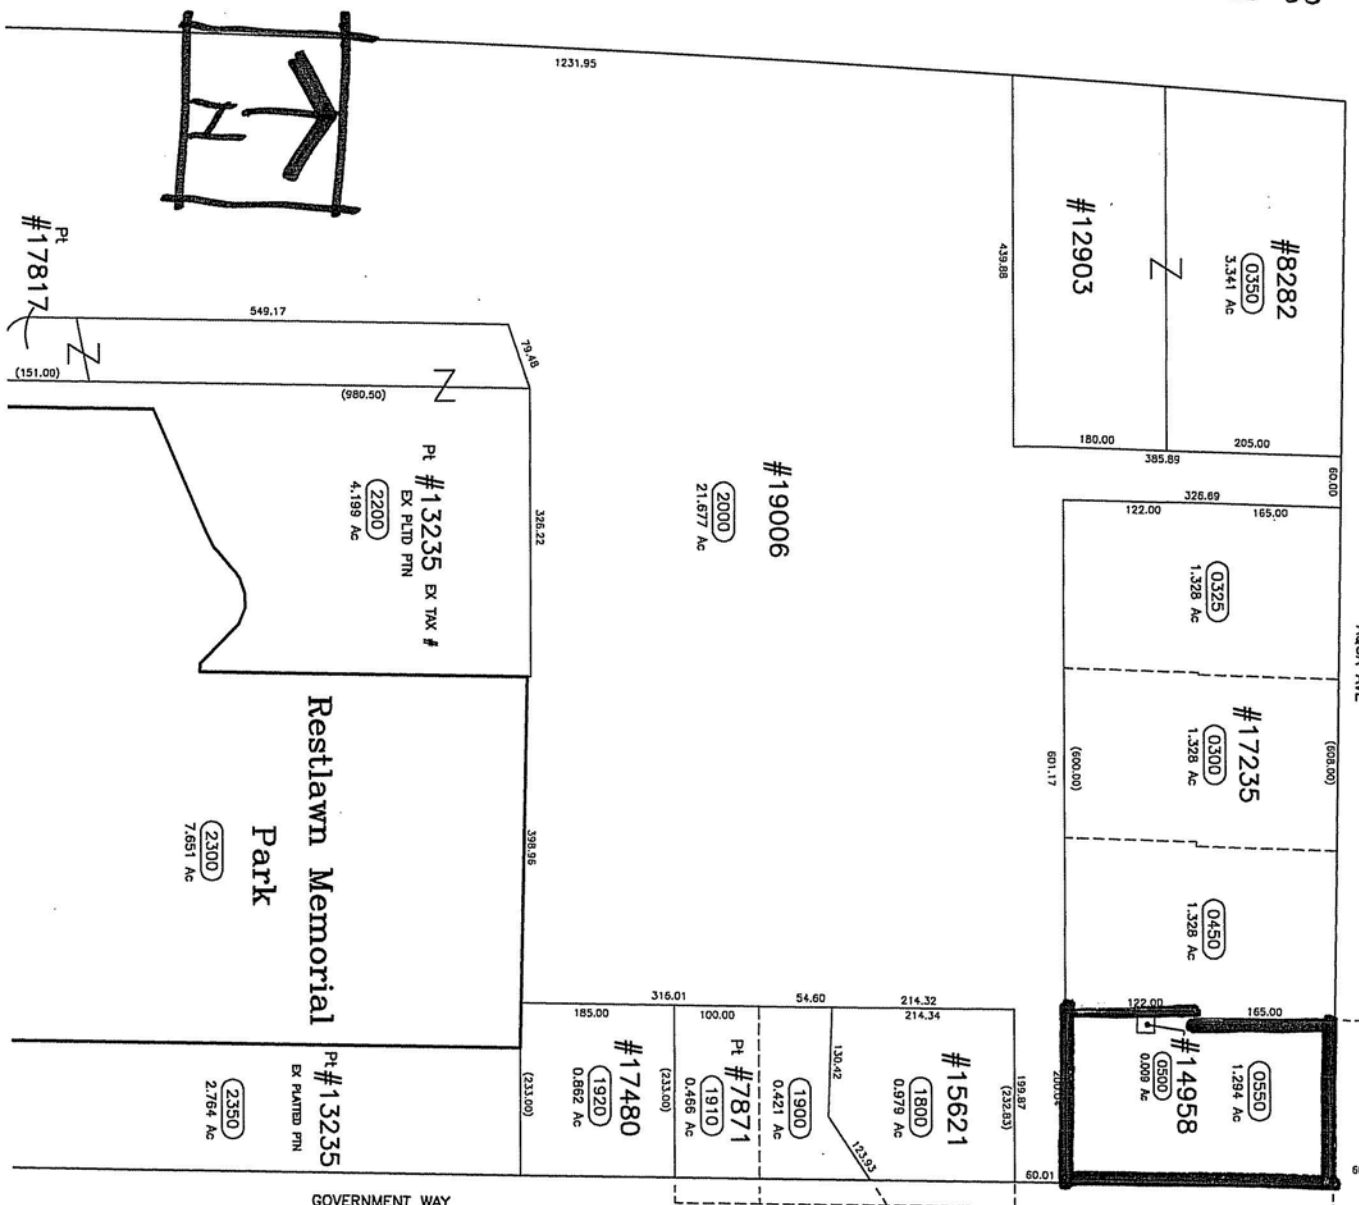 1231.95
N
#8282
0350
3.341 Ac
#12903
439.88
180.00
205.00
385.89
60.00
Pt
#17817
549.17
79.48
(151.00)
(980.50)
Pt #13235 EX TAX #
EX PLTD PTN
2200
4.199 Ac
326.22
#19006
2000
21.677 Ac
326.69
122.00
165.00
0325
1.328 Ac
#17235
0300
1.328 Ac
(608.00)
(600.00)
601.17
0450
1.328 Ac
Restlawn Memorial
Park
2300
7.651 Ac
398.96
122.00
165.00
#14958
0500
0.009 Ac
0550
1.294 Ac
316.01
54.60
214.32
185.00
100.00
214.34
130.42
123.93
199.87
(232.83)
60.01
#15621
1800
0.979 Ac
1900
0.421 Ac
Pt #7871
1910
0.466 Ac
(233.00)
#17480
1920
0.862 Ac
(233.00)
Pt #13235
EX PLATTED PTN
2350
2.764 Ac
GOVERNMENT WAY